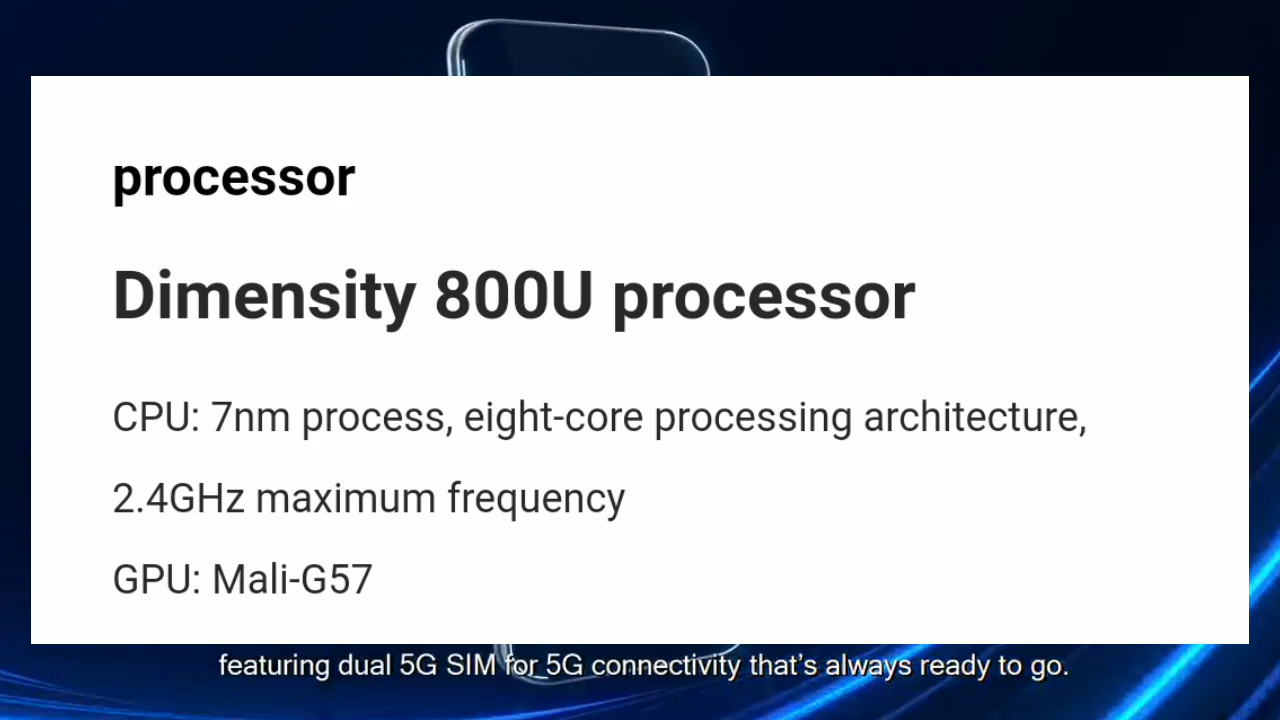 processor
Dimensity 800U processor
CPU: 7nm process, eight-core processing architecture,
2.4GHz maximum frequency
GPU: Mali-G57
featuring dual 5G SIM for 5G connectivity that's always ready to go.